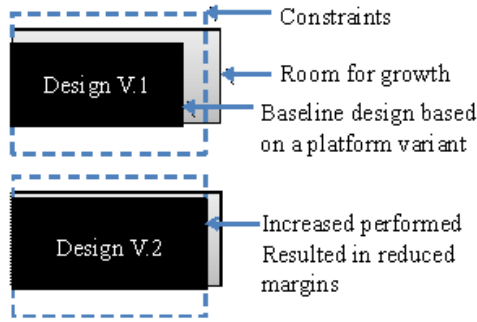 Constraints
Design V.1
Room for growth
Baseline design based
on a platform variant
Design V.2
Increased performed
Resulted in reduced
margins